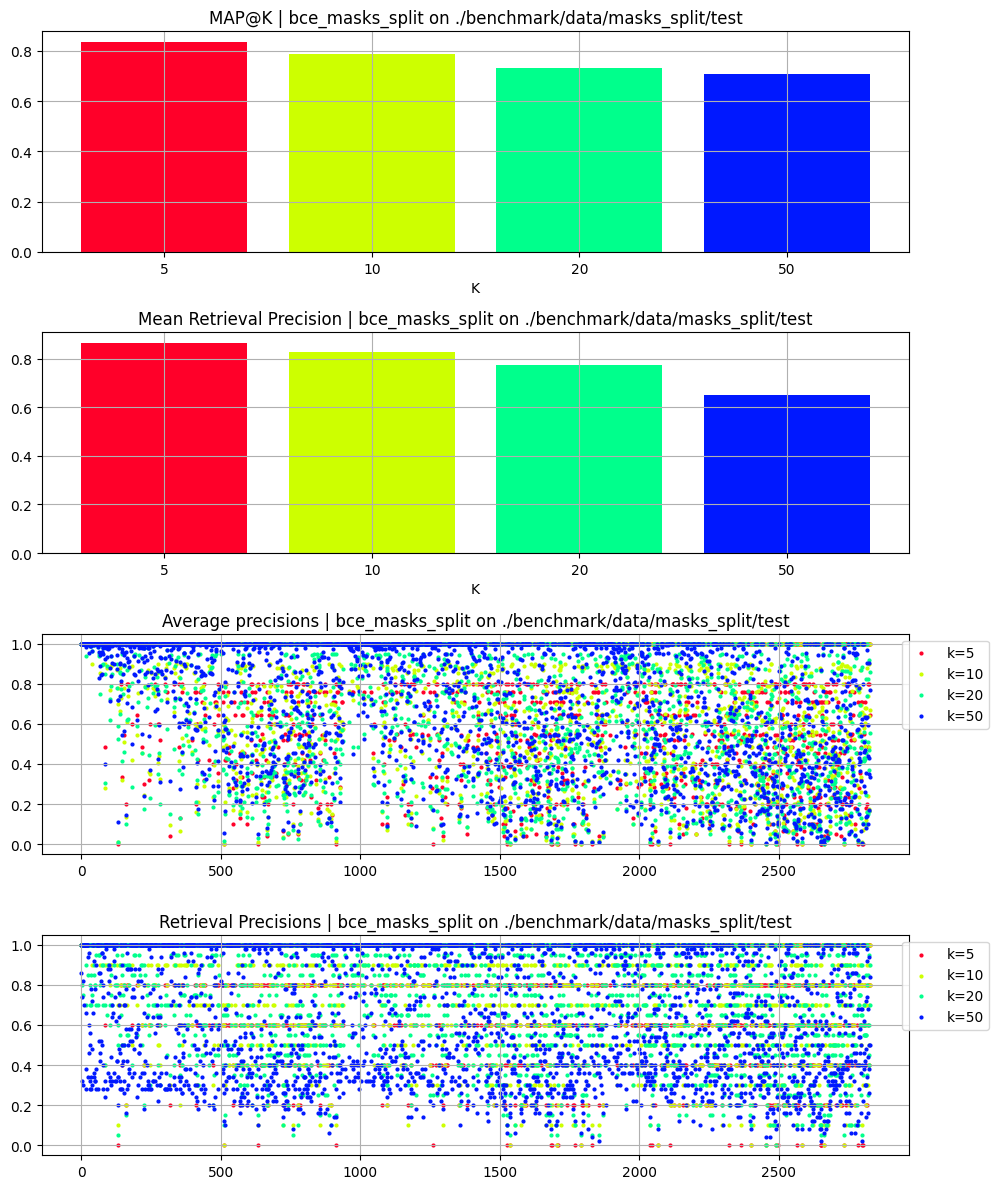 MAP@K | bce_masks_split on ./benchmark/data/masks_split/test
0.8
0.6
0.4
0.2
0.0
5 10 20 50
K
Mean Retrieval Precision | bce_masks_split on ./benchmark/data/masks_split/test
0.8
0.6
0.4
0.2
0.0
5 10 20 50
K
Average precisions | bce_masks_split on ./benchmark/data/masks_split/test
1.0
0.8
0.6
0.4
0.2
0.0
0 500 1000 1500 2000 2500
k=5
k=10
k=20
k=50
Retrieval Precisions | bce_masks_split on ./benchmark/data/masks_split/test
1.0
0.8
0.6
0.4
0.2
0.0
0 500 1000 1500 2000 2500
k=5
k=10
k=20
k=50